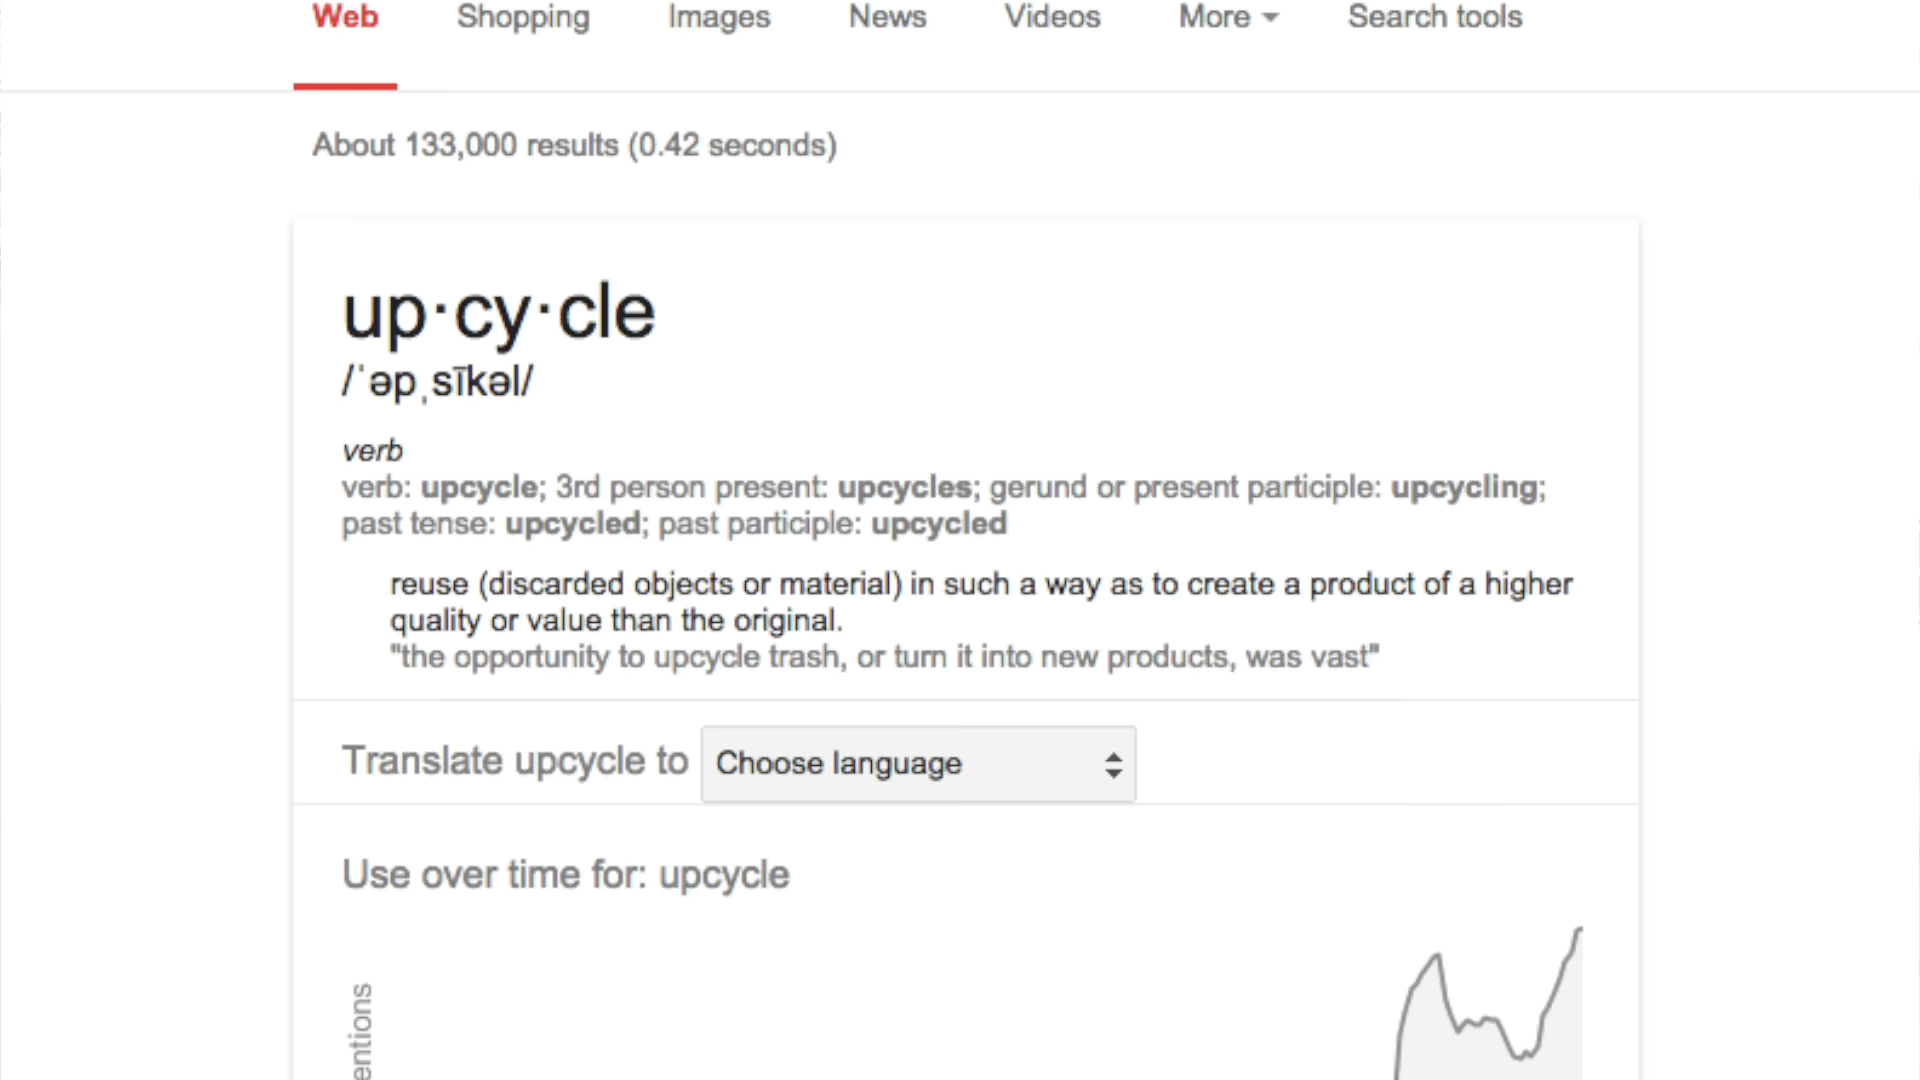 Web Shopping Images News Videos More Search tools
About 133,000 results (0.42 seconds)
up·cy·cle
/ˈəpˌsīkəl/
verb
verb: upcycle; 3rd person present: upcycles; gerund or present participle: upcycling;
past tense: upcycled; past participle: upcycled
reuse (discarded objects or material) in such a way as to create a product of a higher
quality or value than the original.
"the opportunity to upcycle trash, or turn it into new products, was vast"
Translate upcycle to Choose language
Use over time for: upcycle